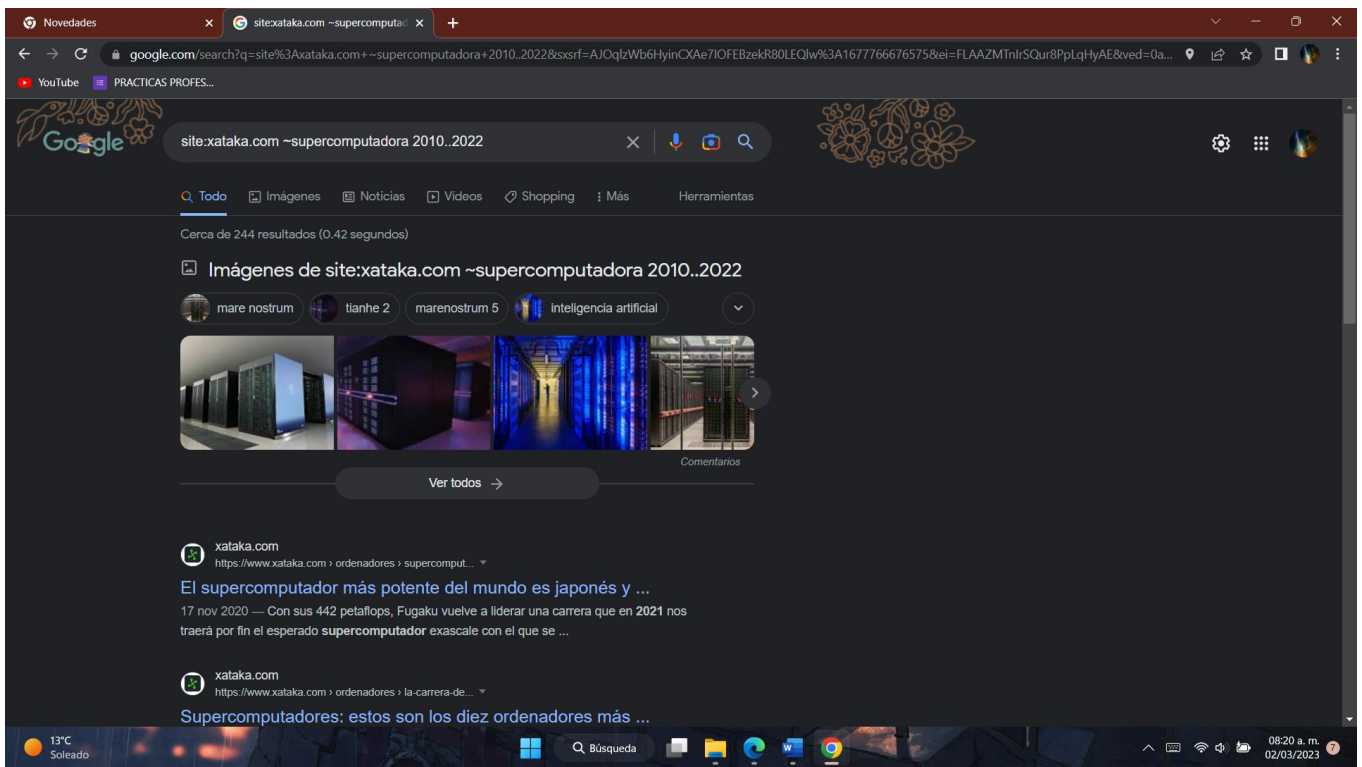 Novedades
site:xataka.com ~supercomputad
google.com/search?q=site%3Axataka.com+~supercomputadora+2010..2022&sxsrf=AJOqlzWb6HyinCXAe7IOFEBzekR80LEQlw%3A1677766676575&ei=FLAAZMTnIrSQur8PpLqHyAE&ved=0a...
YouTube PRACTICAS PROFES...
Google site:xataka.com ~supercomputadora 2010..2022
Todo Imágenes Noticias Videos Shopping Más Herramientas
Cerca de 244 resultados (0.42 segundos)
Imágenes de site:xataka.com ~supercomputadora 2010..2022
mare nostrum tianhe 2 marenostrum 5 inteligencia artificial
Comentarios
Ver todos →
xataka.com
https://www.xataka.com › ordenadores › supercomput...
El supercomputador más potente del mundo es japonés y ...
17 nov 2020 — Con sus 442 petaflops, Fugaku vuelve a liderar una carrera que en 2021 nos
traerá por fin el esperado supercomputador exascale con el que se ...
xataka.com
https://www.xataka.com › ordenadores › la-carrera-de...
Supercomputadores: estos son los diez ordenadores más ...
13°C
Soleado
Búsqueda
08:20 a. m.
02/03/2023
7